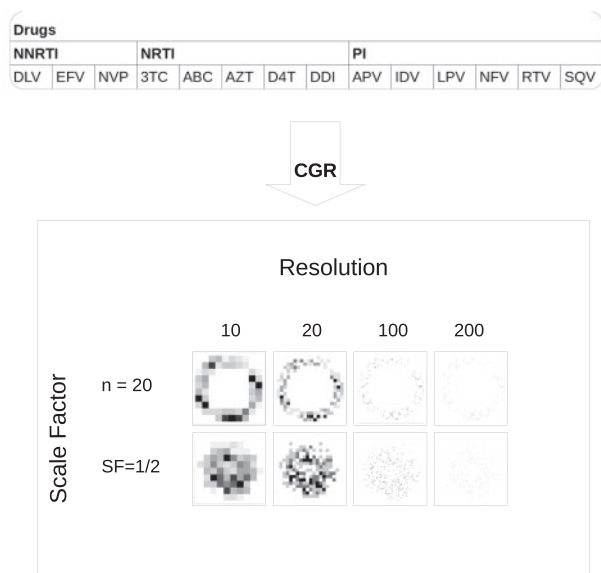 Drugs
NNRTI NRTI PI
DLV EFV NVP 3TC ABC AZT D4T DDI APV IDV LPV NFV RTV SQV
CGR
Resolution
10 20 100 200
Scale Factor
n = 20
SF=1/2